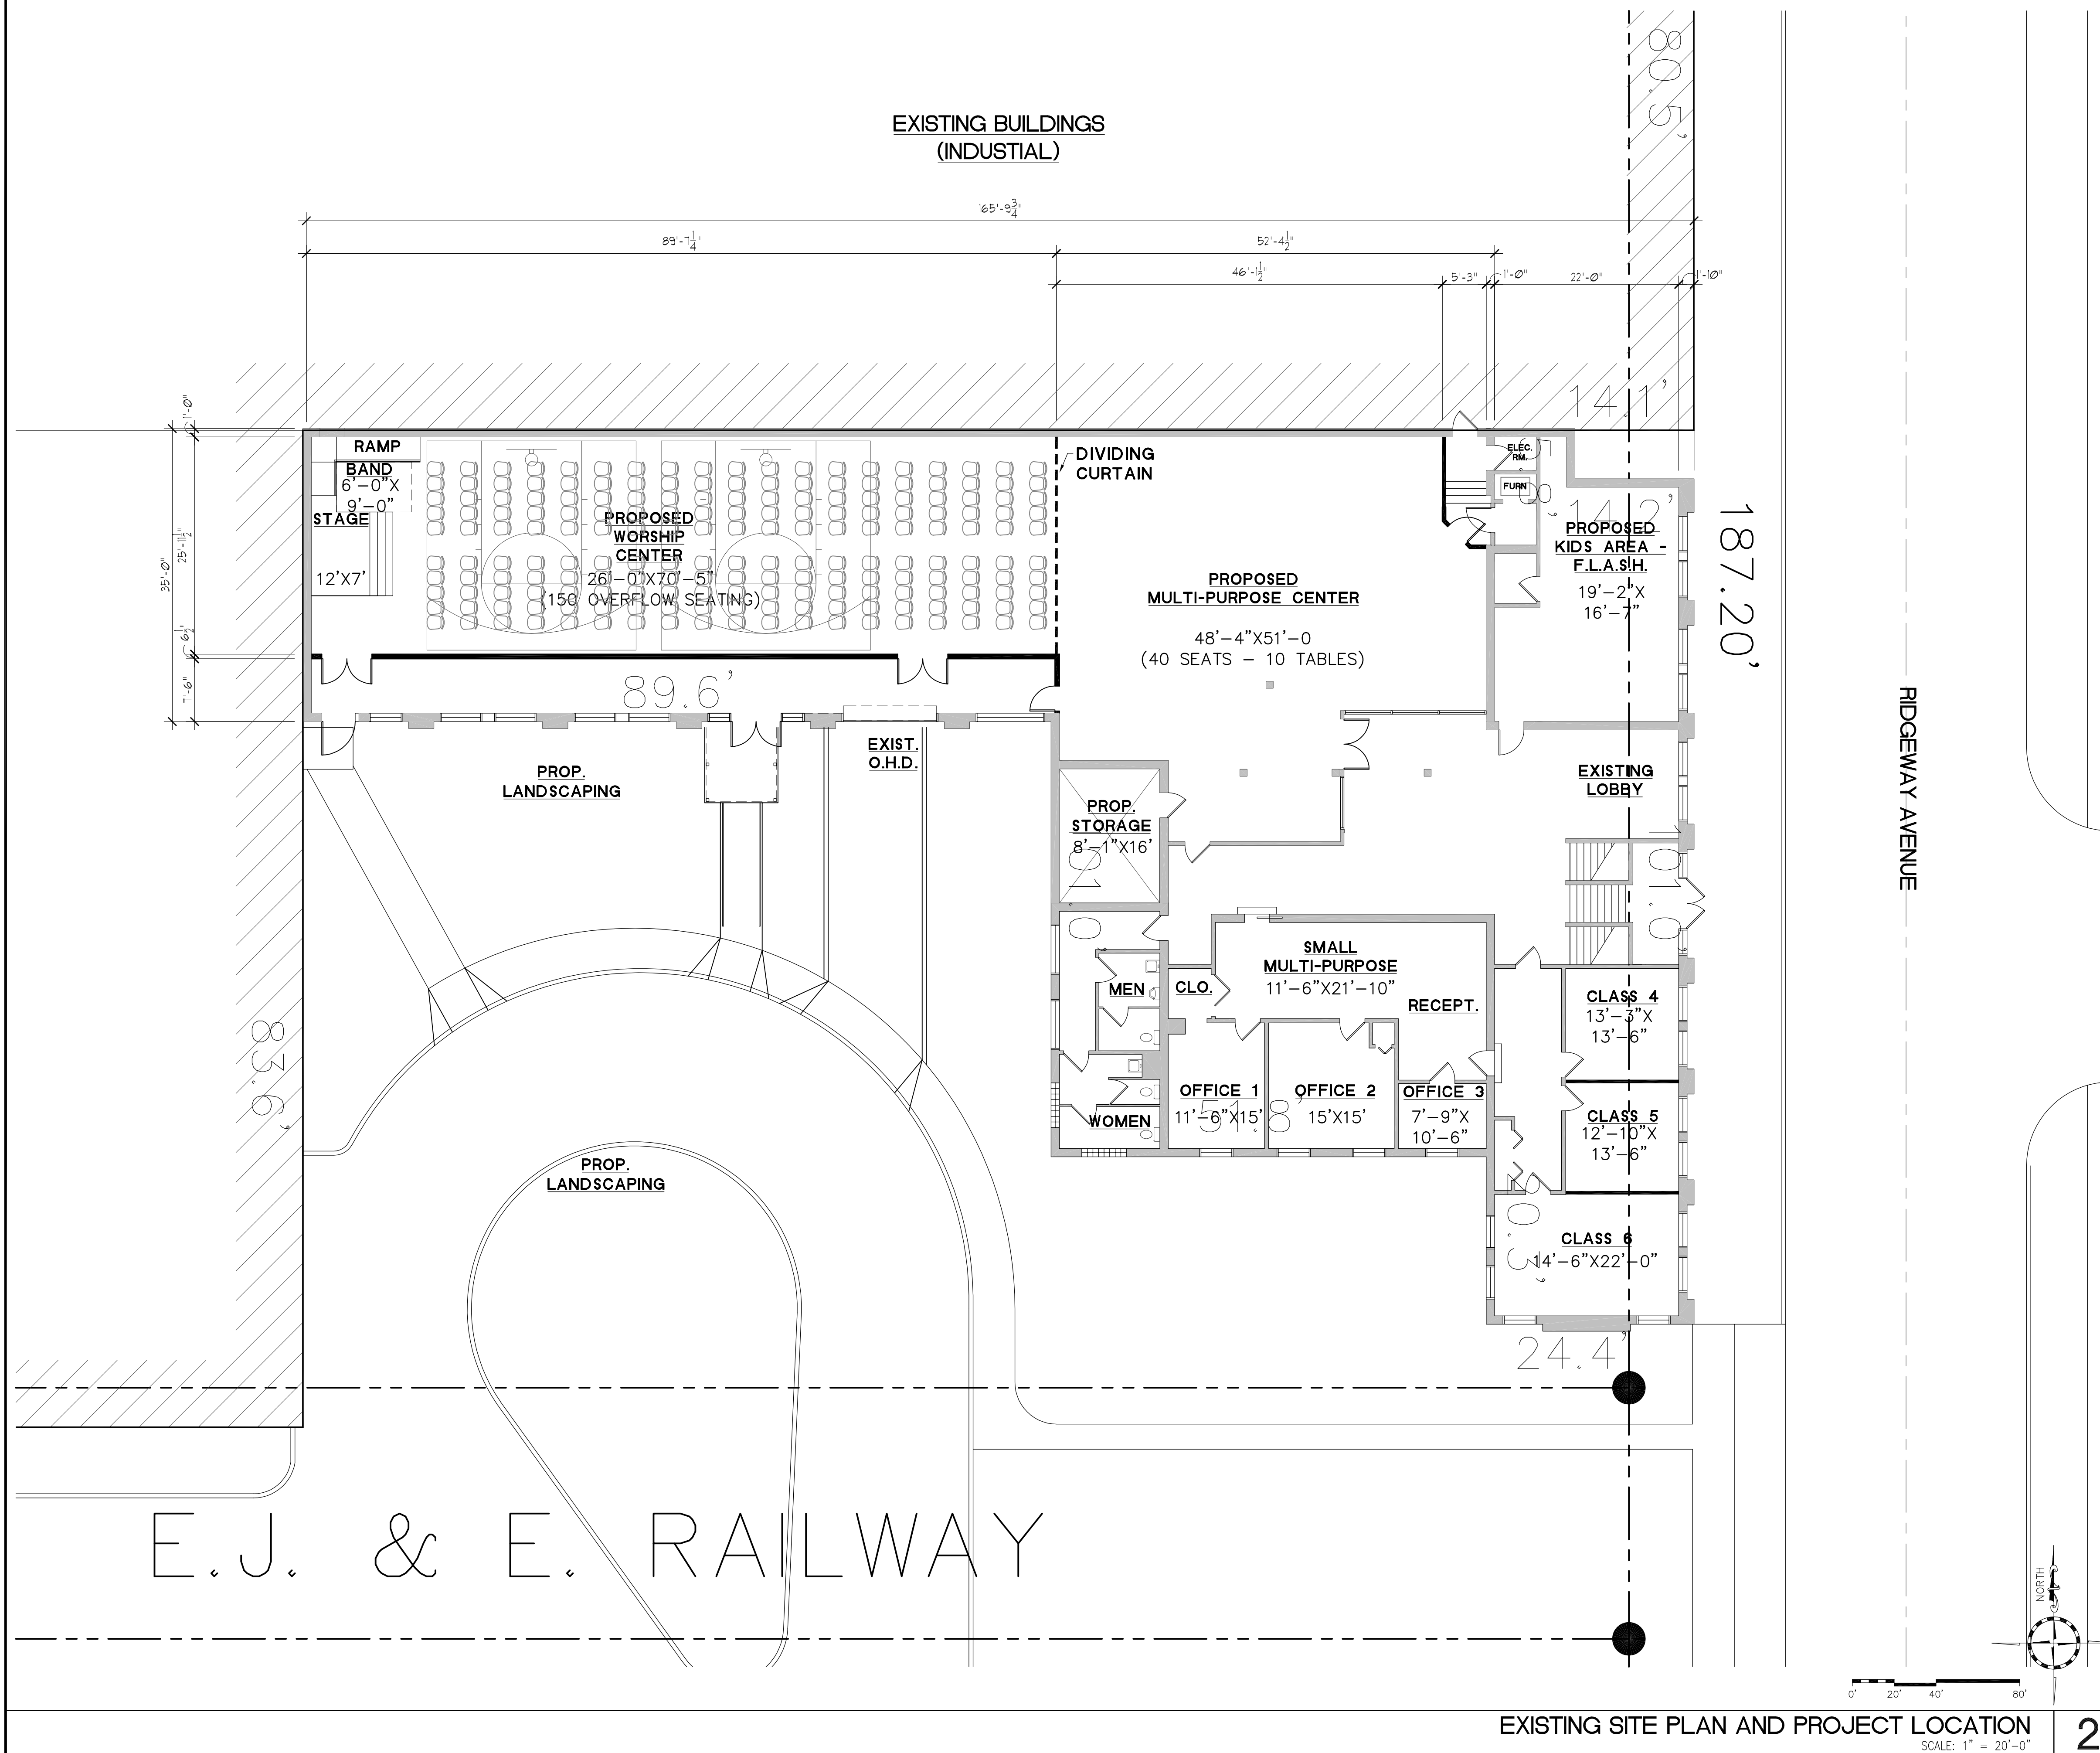 EXISTING BUILDINGS
(INDUSTIAL)
80.5'
165'-9 3/4"
89'-7 1/4"
52'-4 1/2"
46'-1 1/2"
5'-3"
1'-0"
22'-0"
1'-10"
14.1'
1'-0"
35'-0"
25'-11 1/2"
6 1/2"
7'-6"
RAMP
BAND
6'-0"X
9'-0"
STAGE
12'X7'
PROPOSED
WORSHIP
CENTER
26'-0"X70'-5"
(150 OVERFLOW SEATING)
DIVIDING
CURTAIN
PROPOSED
MULTI-PURPOSE CENTER
48'-4"X51'-0
(40 SEATS - 10 TABLES)
ELEC.
RM.
FURN
14.2'
PROPOSED
KIDS AREA -
F.L.A.S.H.
19'-2"X
16'-7"
187.20'
RIDGEWAY AVENUE
89.6'
EXIST.
O.H.D.
PROP.
LANDSCAPING
EXISTING
LOBBY
PROP.
STORAGE
8'-1"X16'
SMALL
MULTI-PURPOSE
11'-6"X21'-10"
RECEPT.
MEN
CLO.
WOMEN
OFFICE 1
11'-6"X15'
OFFICE 2
15'X15'
OFFICE 3
7'-9"X
10'-6"
51.8'
CLASS 4
13'-3"X
13'-6"
CLASS 5
12'-10"X
13'-6"
CLASS 6
14'-6"X22'-0"
83.6'
PROP.
LANDSCAPING
24.4'
E.J. & E. RAILWAY
NORTH
0' 20' 40' 80'
EXISTING SITE PLAN AND PROJECT LOCATION
SCALE: 1" = 20'-0"
2